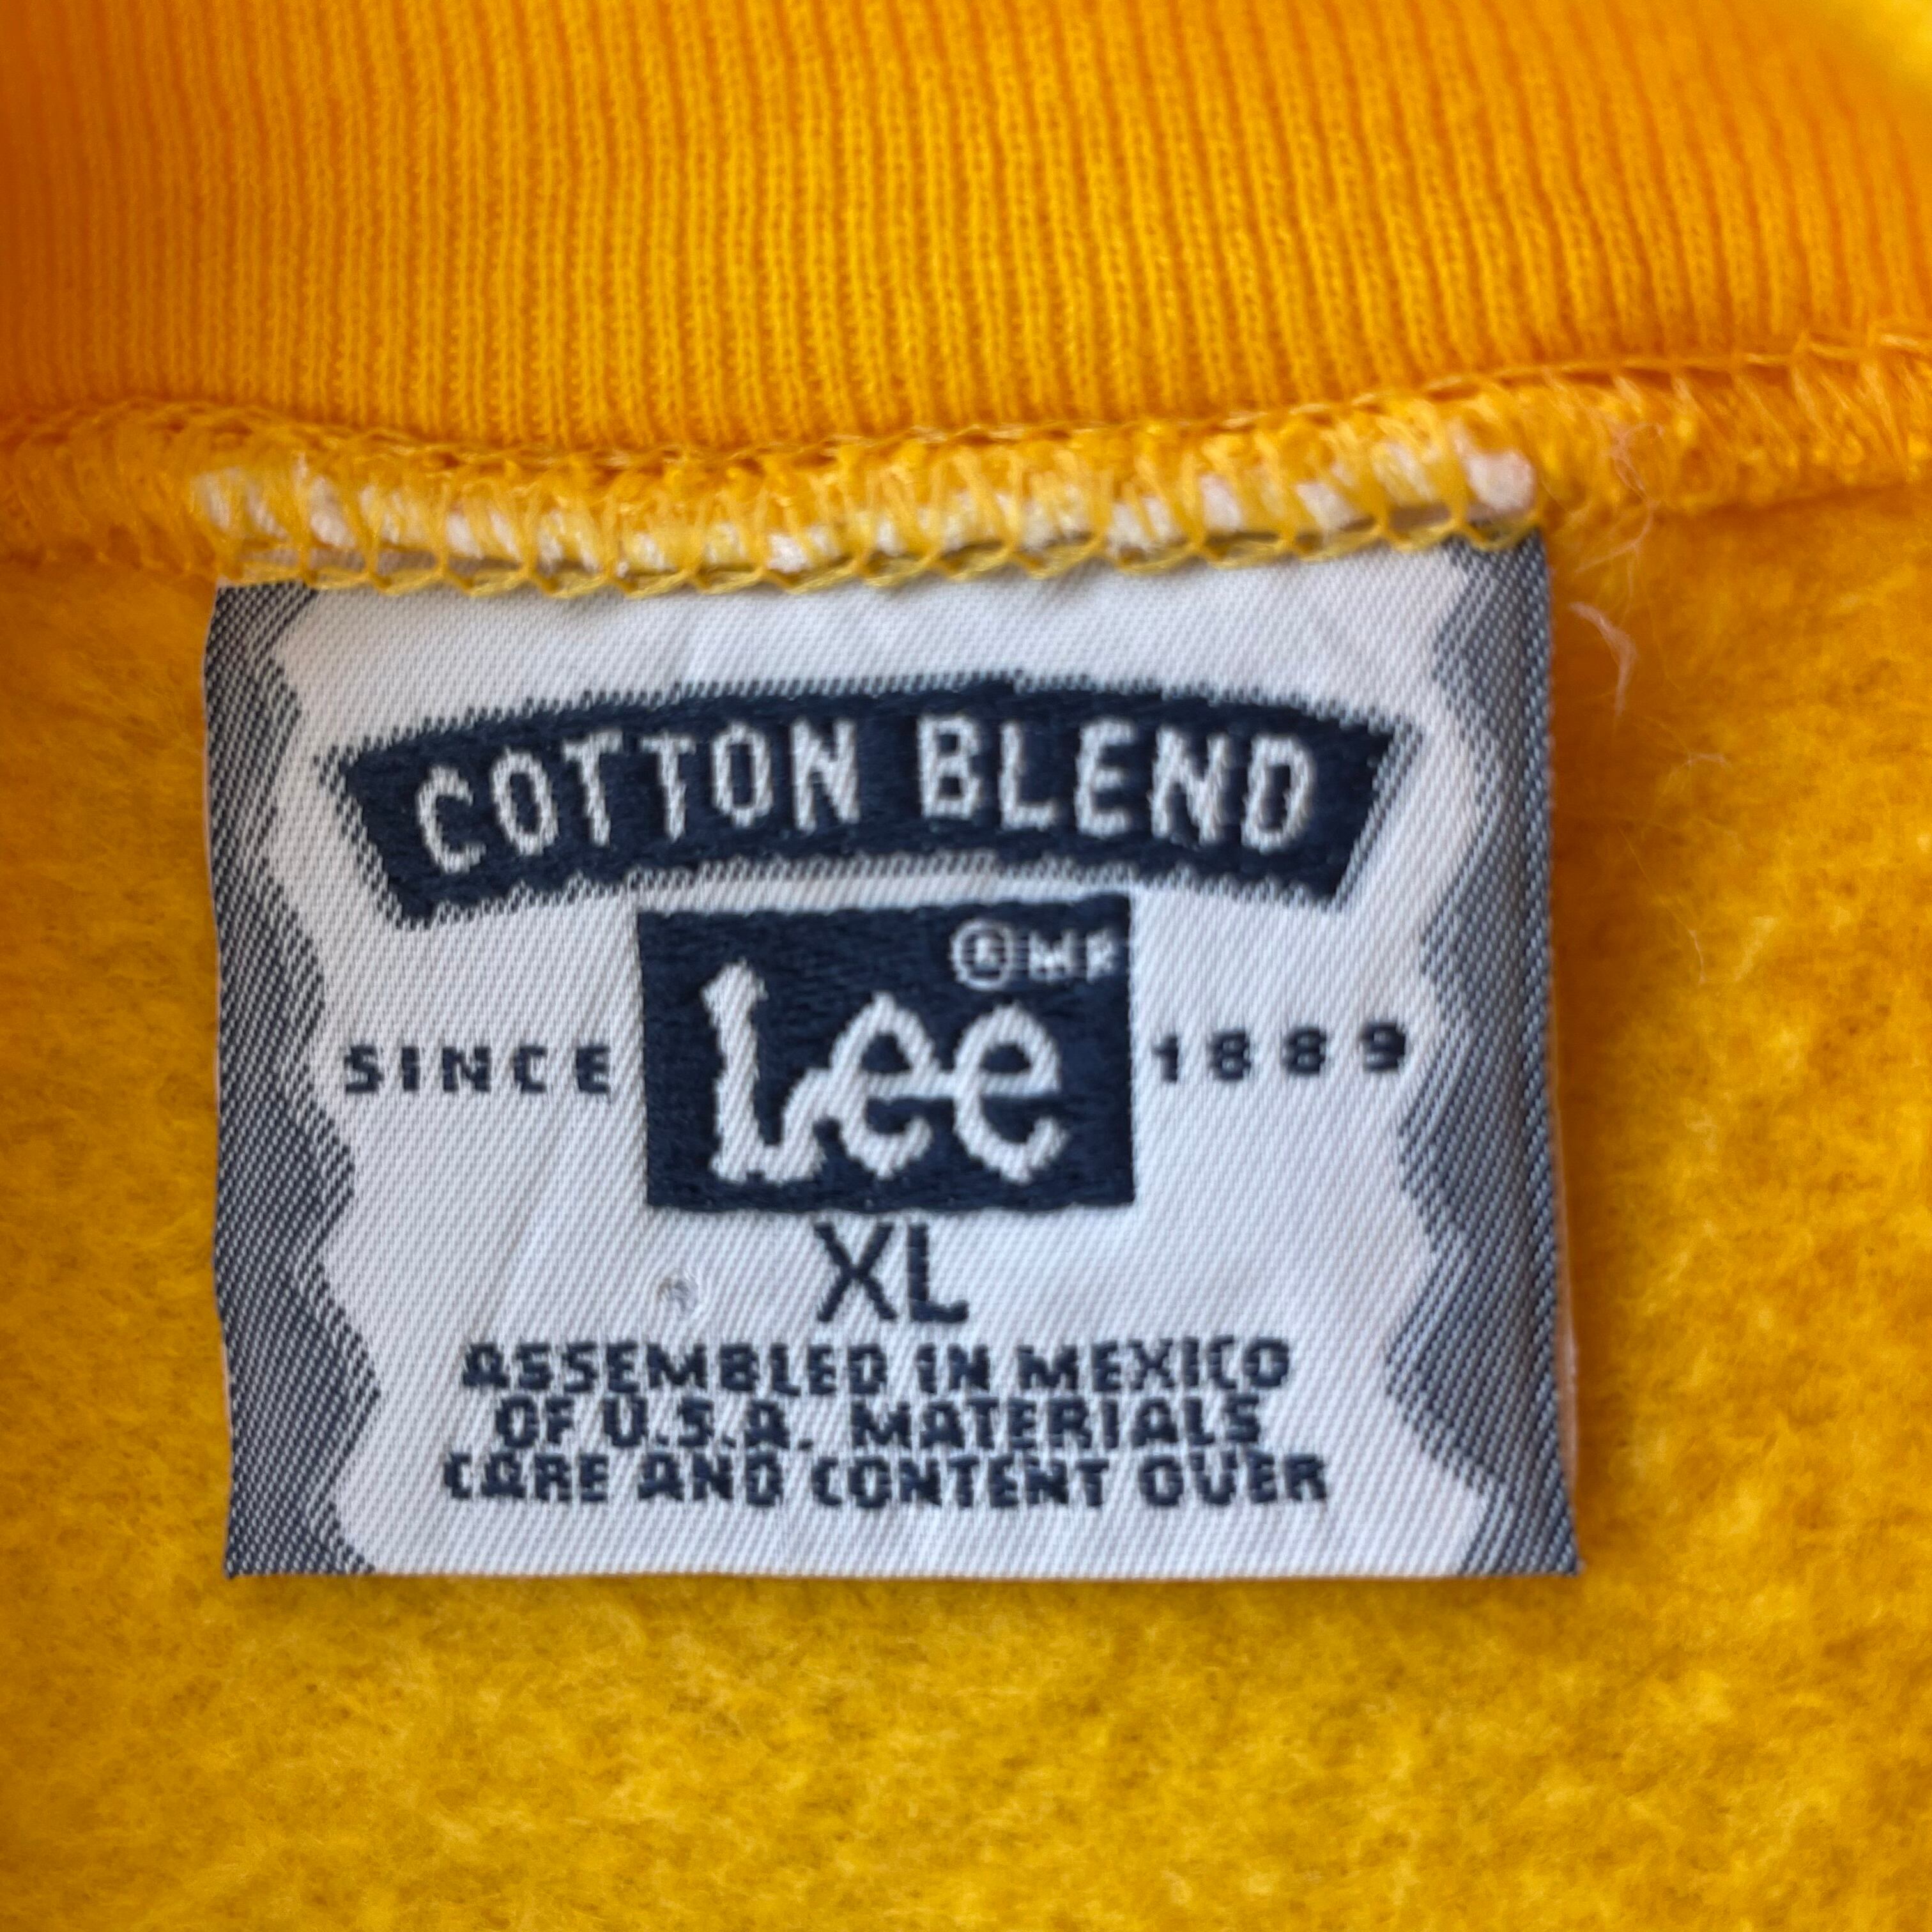 COTTON BLEND
® MR
Lee
SINCE 1889
XL
ASSEMBLED IN MEXICO
OF U.S.A. MATERIALS
CARE AND CONTENT OVER